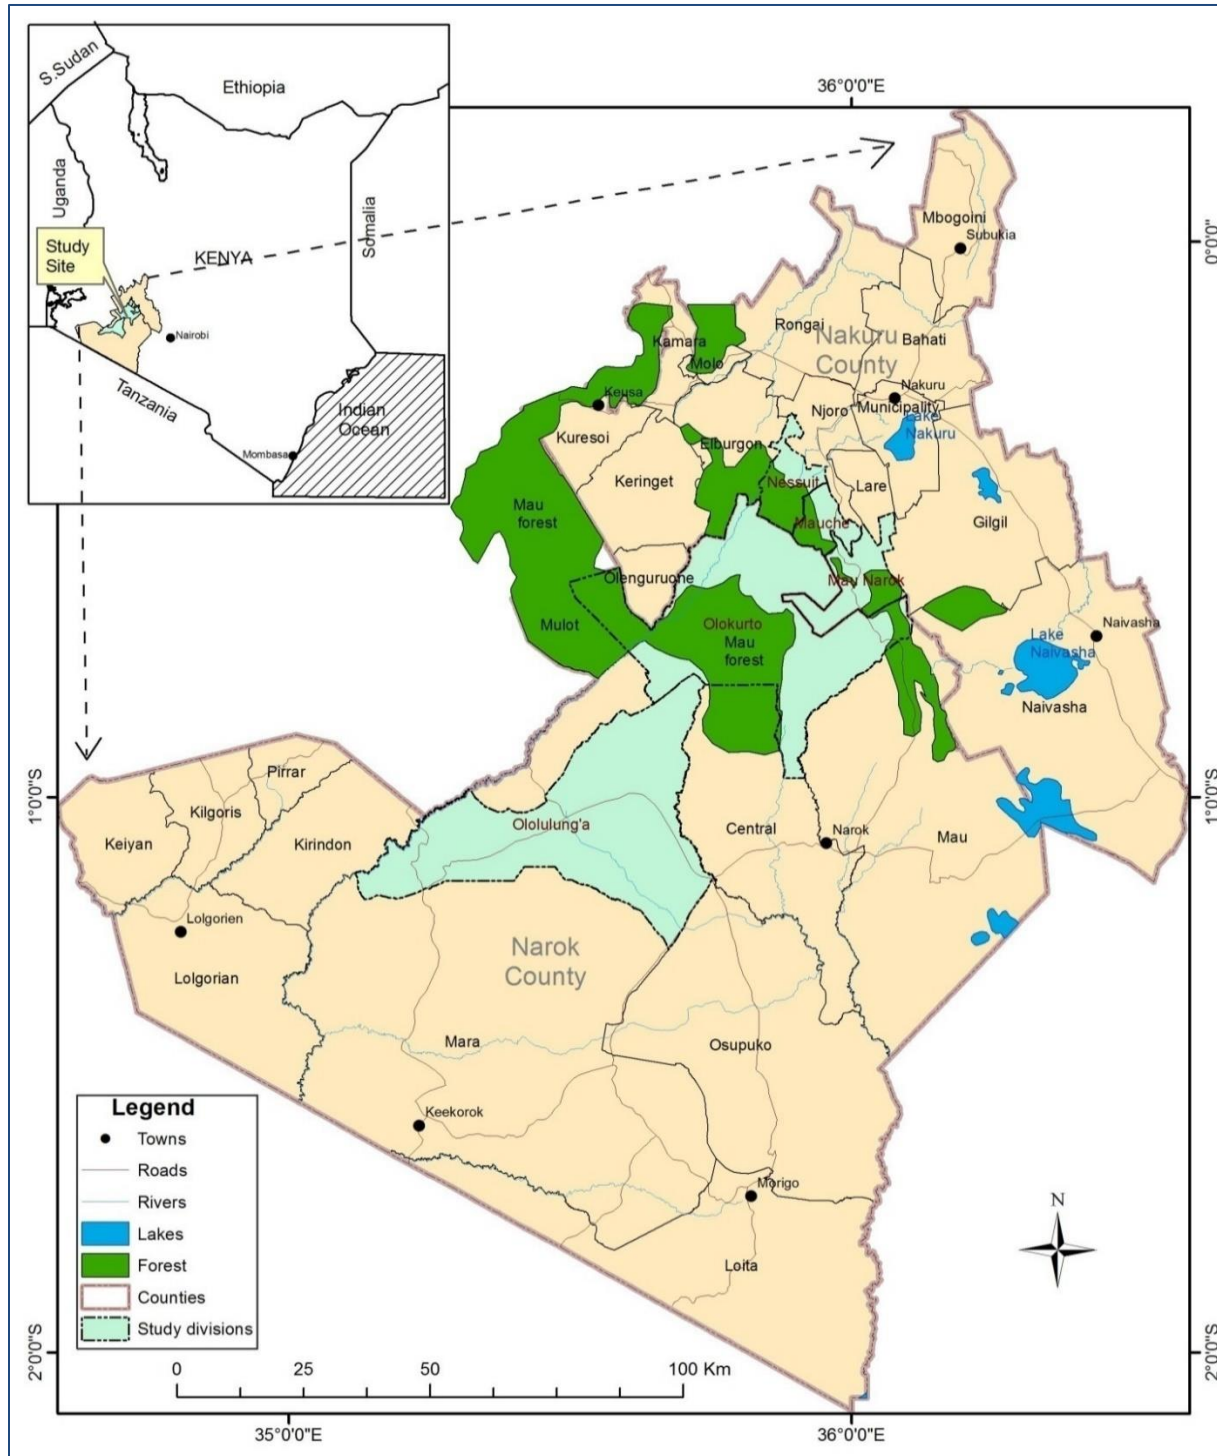 S.Sudan
Ethiopia
Uganda
Somalia
KENYA
Study
Site
Nairobi
Tanzania
Indian
Ocean
Mombasa
36°0'0"E
0°0'0"
1°0'0"S
1°0'0"S
2°0'0"S
2°0'0"S
35°0'0"E
36°0'0"E
Mbogoini
Subukia
Rongai
Nakuru
County
Bahati
Kamara
Molo
Keusa
Nakuru
Municipality
Njoro
Lake
Nakuru
Kuresoi
Elburgon
Keringet
Nessuit
Lare
Mau
forest
Mauche
Gilgil
Olenguruone
Mau Narok
Mulot
Olokurto
Mau
forest
Naivasha
Lake
Naivasha
Naivasha
Pirrar
Kilgoris
Keiyan
Kirindon
Ololulung'a
Central
Narok
Mau
Lolgorien
Lolgorian
Narok
County
Mara
Osupuko
Keekorok
Morigo
Loita
N
Legend
Towns
Roads
Rivers
Lakes
Forest
Counties
Study divisions
0 25 50 100 Km